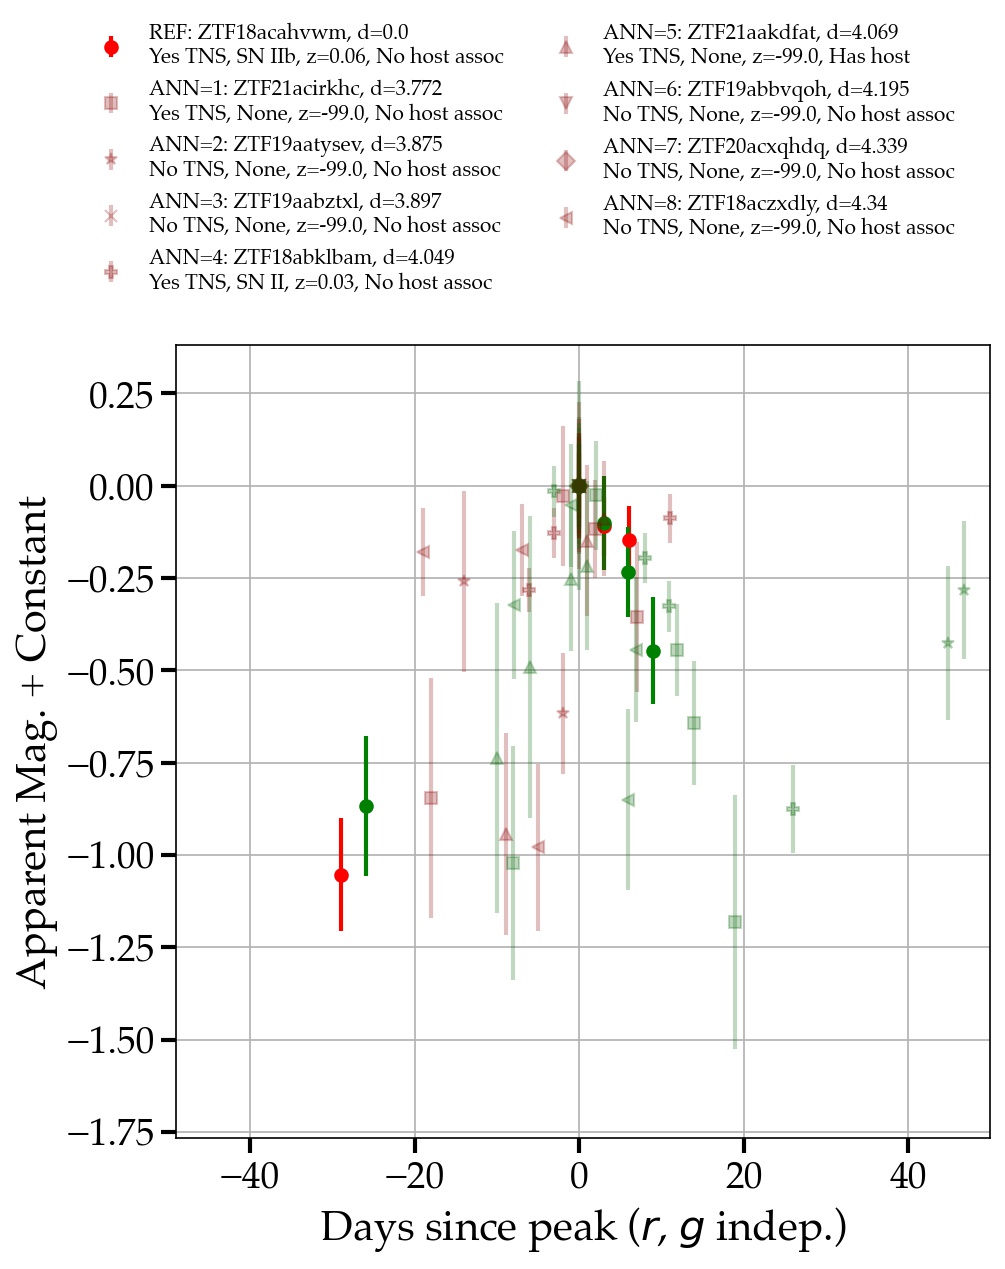 REF: ZTF18acahvwm, d=0.0
Yes TNS, SN IIb, z=0.06, No host assoc
ANN=1: ZTF21acirkhc, d=3.772
Yes TNS, None, z=-99.0, No host assoc
ANN=2: ZTF19aatysev, d=3.875
No TNS, None, z=-99.0, No host assoc
ANN=3: ZTF19aabztxl, d=3.897
No TNS, None, z=-99.0, No host assoc
ANN=4: ZTF18abklbam, d=4.049
Yes TNS, SN II, z=0.03, No host assoc
ANN=5: ZTF21aakdfat, d=4.069
Yes TNS, None, z=-99.0, Has host
ANN=6: ZTF19abbvqoh, d=4.195
No TNS, None, z=-99.0, No host assoc
ANN=7: ZTF20acxqhdq, d=4.339
No TNS, None, z=-99.0, No host assoc
ANN=8: ZTF18aczxdly, d=4.34
No TNS, None, z=-99.0, No host assoc
Apparent Mag. + Constant
0.25
0.00
−0.25
−0.50
−0.75
−1.00
−1.25
−1.50
−1.75
−40 −20 0 20 40
Days since peak (r, g indep.)